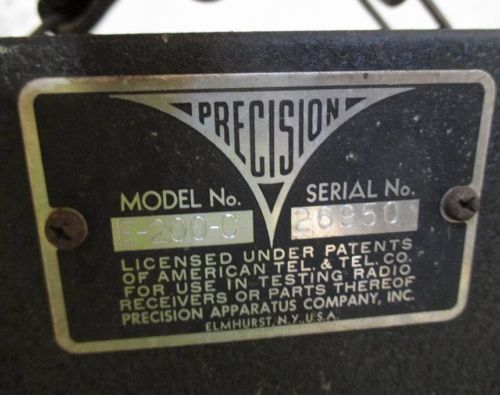 PRECISION
MODEL No. SERIAL No.
E-200-C 26950
LICENSED UNDER PATENTS
OF AMERICAN TEL. & TEL. CO.
FOR USE IN TESTING RADIO
RECEIVERS OR PARTS THEREOF
PRECISION APPARATUS COMPANY, INC.
ELMHURST, N.Y., U.S.A.